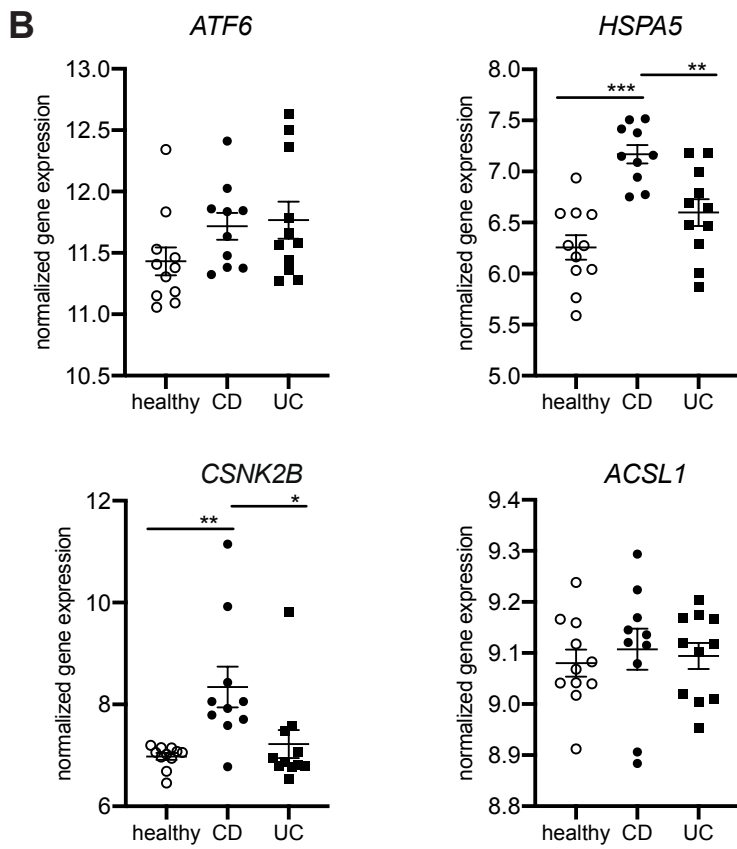 B
ATF6
normalized gene expression
13.0
12.5
12.0
11.5
11.0
10.5
healthy CD UC
HSPA5
normalized gene expression
8.0
7.5
7.0
6.5
6.0
5.5
5.0
*** **
healthy CD UC
CSNK2B
normalized gene expression
12
10
8
6
** *
healthy CD UC
ACSL1
normalized gene expression
9.4
9.3
9.2
9.1
9.0
8.9
8.8
healthy CD UC